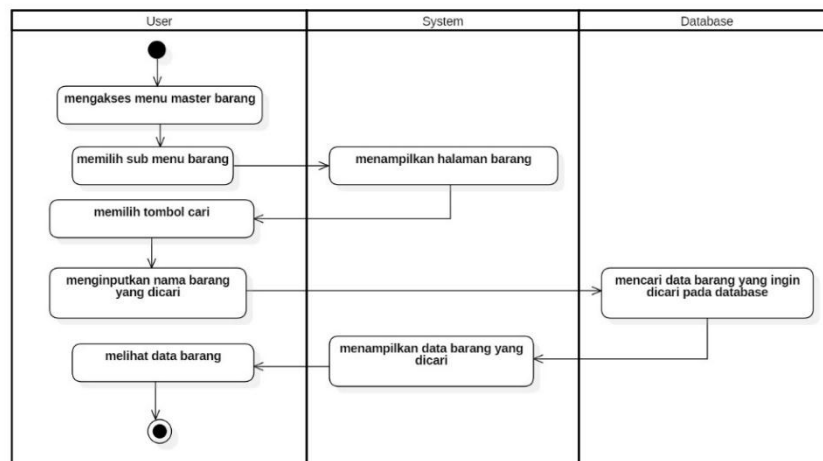 User
System
Database
mengakses menu master barang
memilih sub menu barang
menampilkan halaman barang
memilih tombol cari
menginputkan nama barang
yang dicari
mencari data barang yang ingin
dicari pada database
menampilkan data barang yang
dicari
melihat data barang